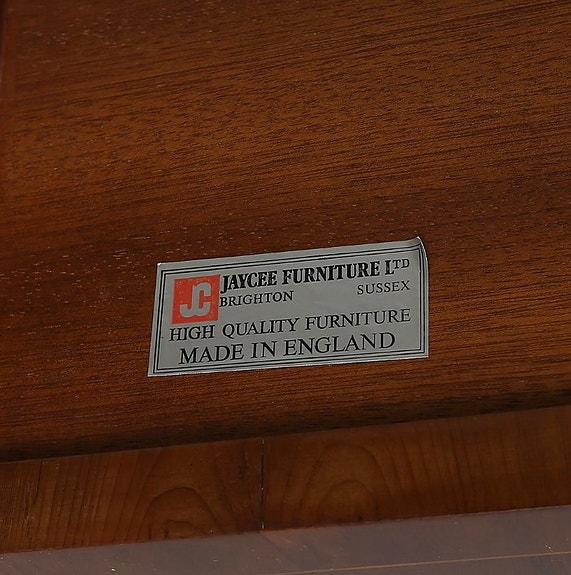 JC JAYCEE FURNITURE LTD
BRIGHTON SUSSEX
HIGH QUALITY FURNITURE
MADE IN ENGLAND